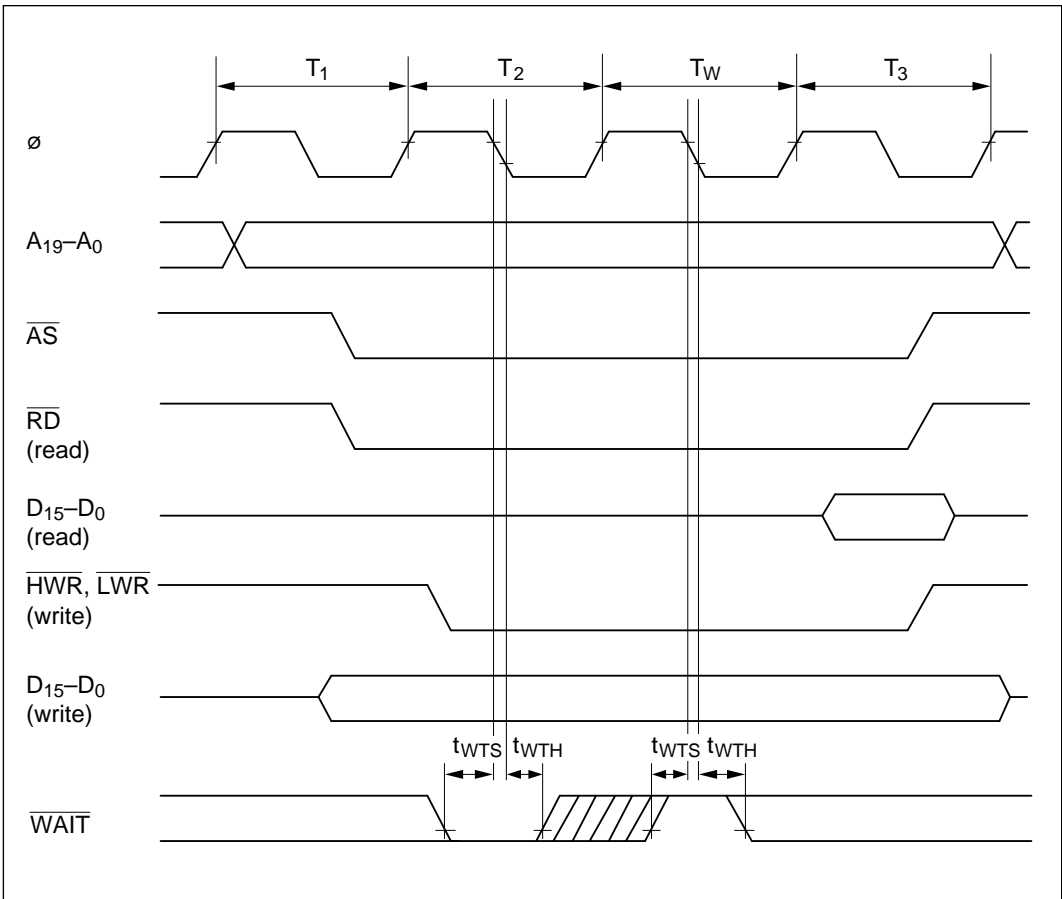 T1 T2 TW T3
ø
A19–A0
AS
RD
(read)
D15–D0
(read)
HWR, LWR
(write)
D15–D0
(write)
tWTS tWTH tWTS tWTH
WAIT